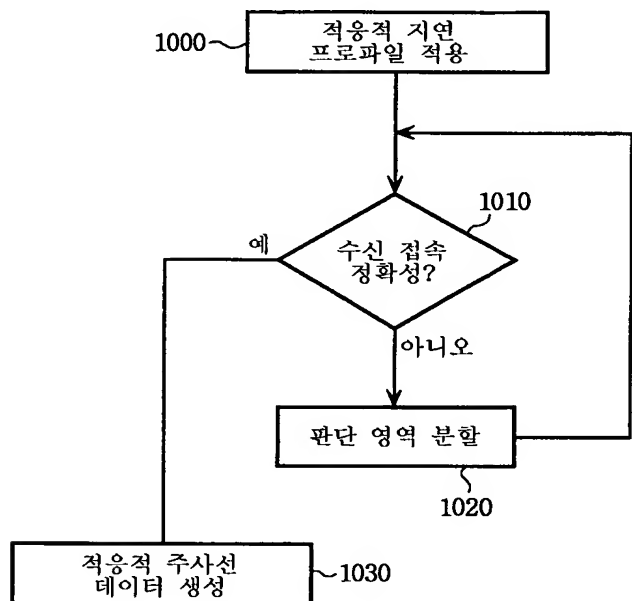 1000
적응적 지연
프로파일 적용
1010
예
수신 접속
정확성?
아니오
판단 영역 분할
1020
적응적 주사선
데이터 생성
1030